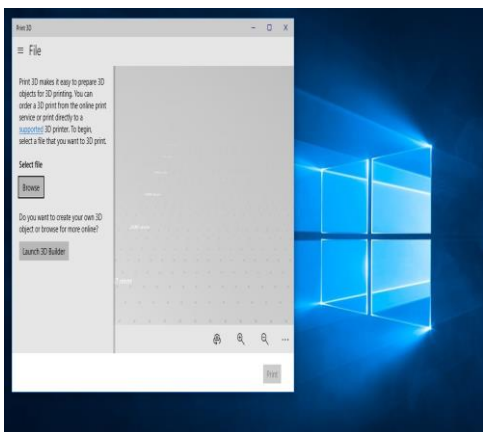 Print 3D
File
Print 3D makes it easy to prepare 3D
objects for 3D printing. You can
order a 3D print from the online print
service or print directly to a
supported 3D printer. To begin,
select a file that you want to 3D print.
Select file
Browse
Do you want to create your own 3D
object or browse for more online?
Launch 3D Builder
Print